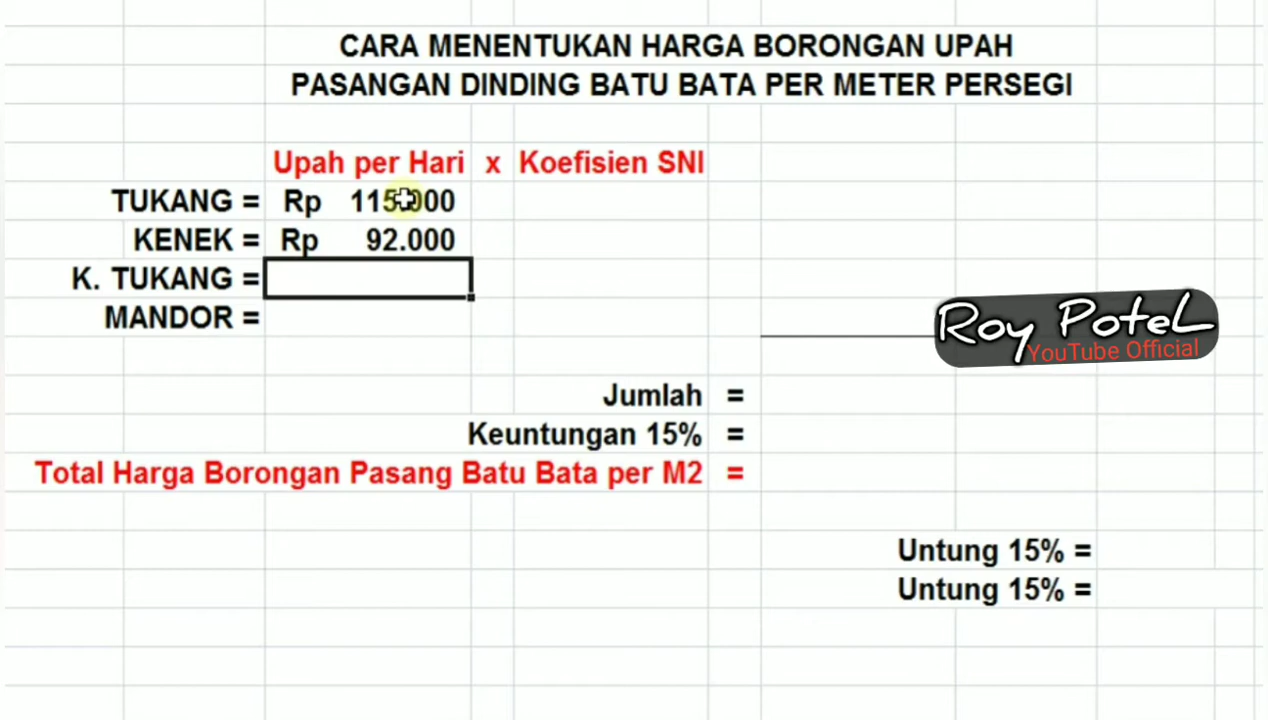 CARA MENENTUKAN HARGA BORONGAN UPAH
PASANGAN DINDING BATU BATA PER METER PERSEGI
Upah per Hari x Koefisien SNI
TUKANG = Rp 115.000
KENEK = Rp 92.000
K. TUKANG =
MANDOR =
Roy PoteL
YouTube Official
Jumlah =
Keuntungan 15% =
Total Harga Borongan Pasang Batu Bata per M2 =
Untung 15% =
Untung 15% =